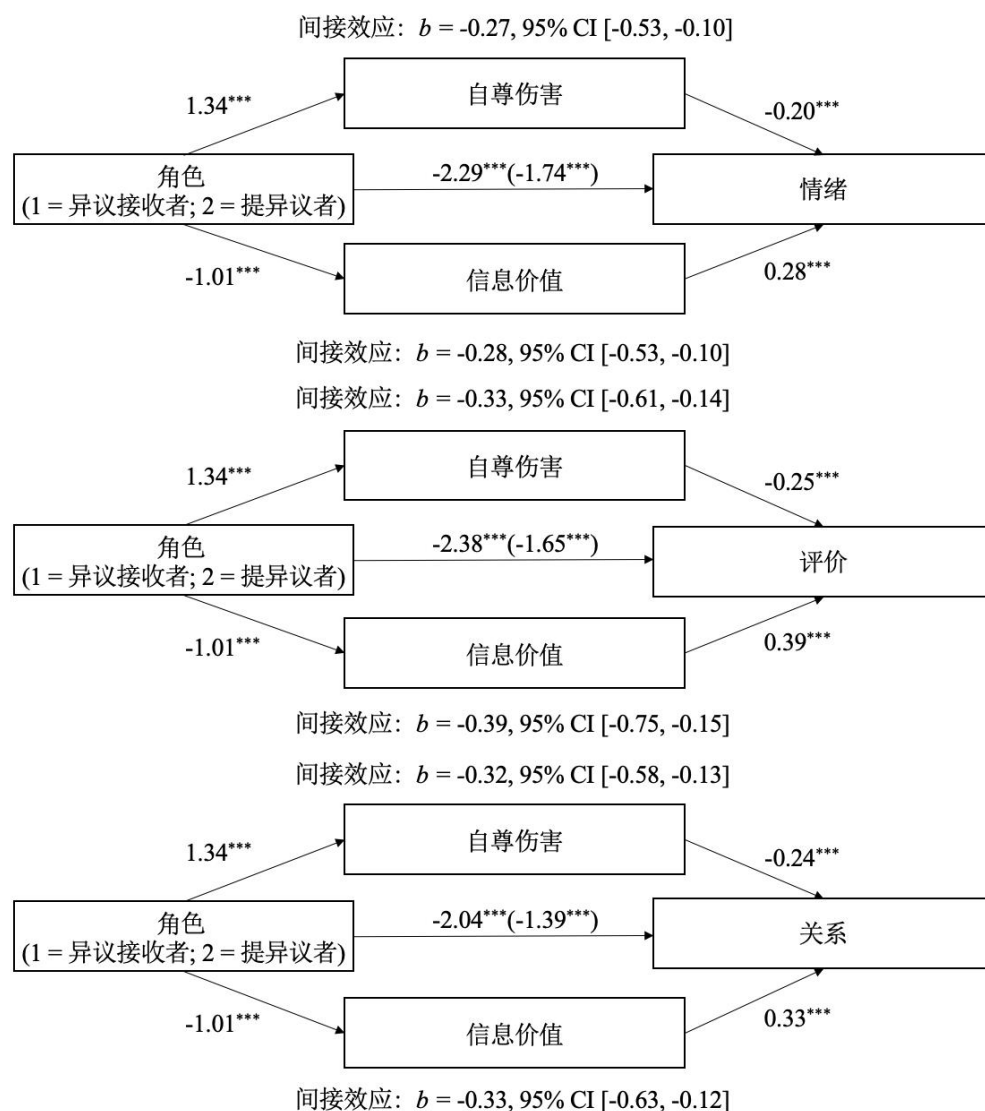 间接效应：b = -0.27, 95% CI [-0.53, -0.10]
自尊伤害
1.34***
-0.20***
角色
(1 = 异议接收者; 2 = 提异议者)
-2.29***(-1.74***)
情绪
-1.01***
信息价值
0.28***
间接效应：b = -0.28, 95% CI [-0.53, -0.10]
间接效应：b = -0.33, 95% CI [-0.61, -0.14]
自尊伤害
1.34***
-0.25***
角色
(1 = 异议接收者; 2 = 提异议者)
-2.38***(-1.65***)
评价
-1.01***
信息价值
0.39***
间接效应：b = -0.39, 95% CI [-0.75, -0.15]
间接效应：b = -0.32, 95% CI [-0.58, -0.13]
自尊伤害
1.34***
-0.24***
角色
(1 = 异议接收者; 2 = 提异议者)
-2.04***(-1.39***)
关系
-1.01***
信息价值
0.33***
间接效应：b = -0.33, 95% CI [-0.63, -0.12]